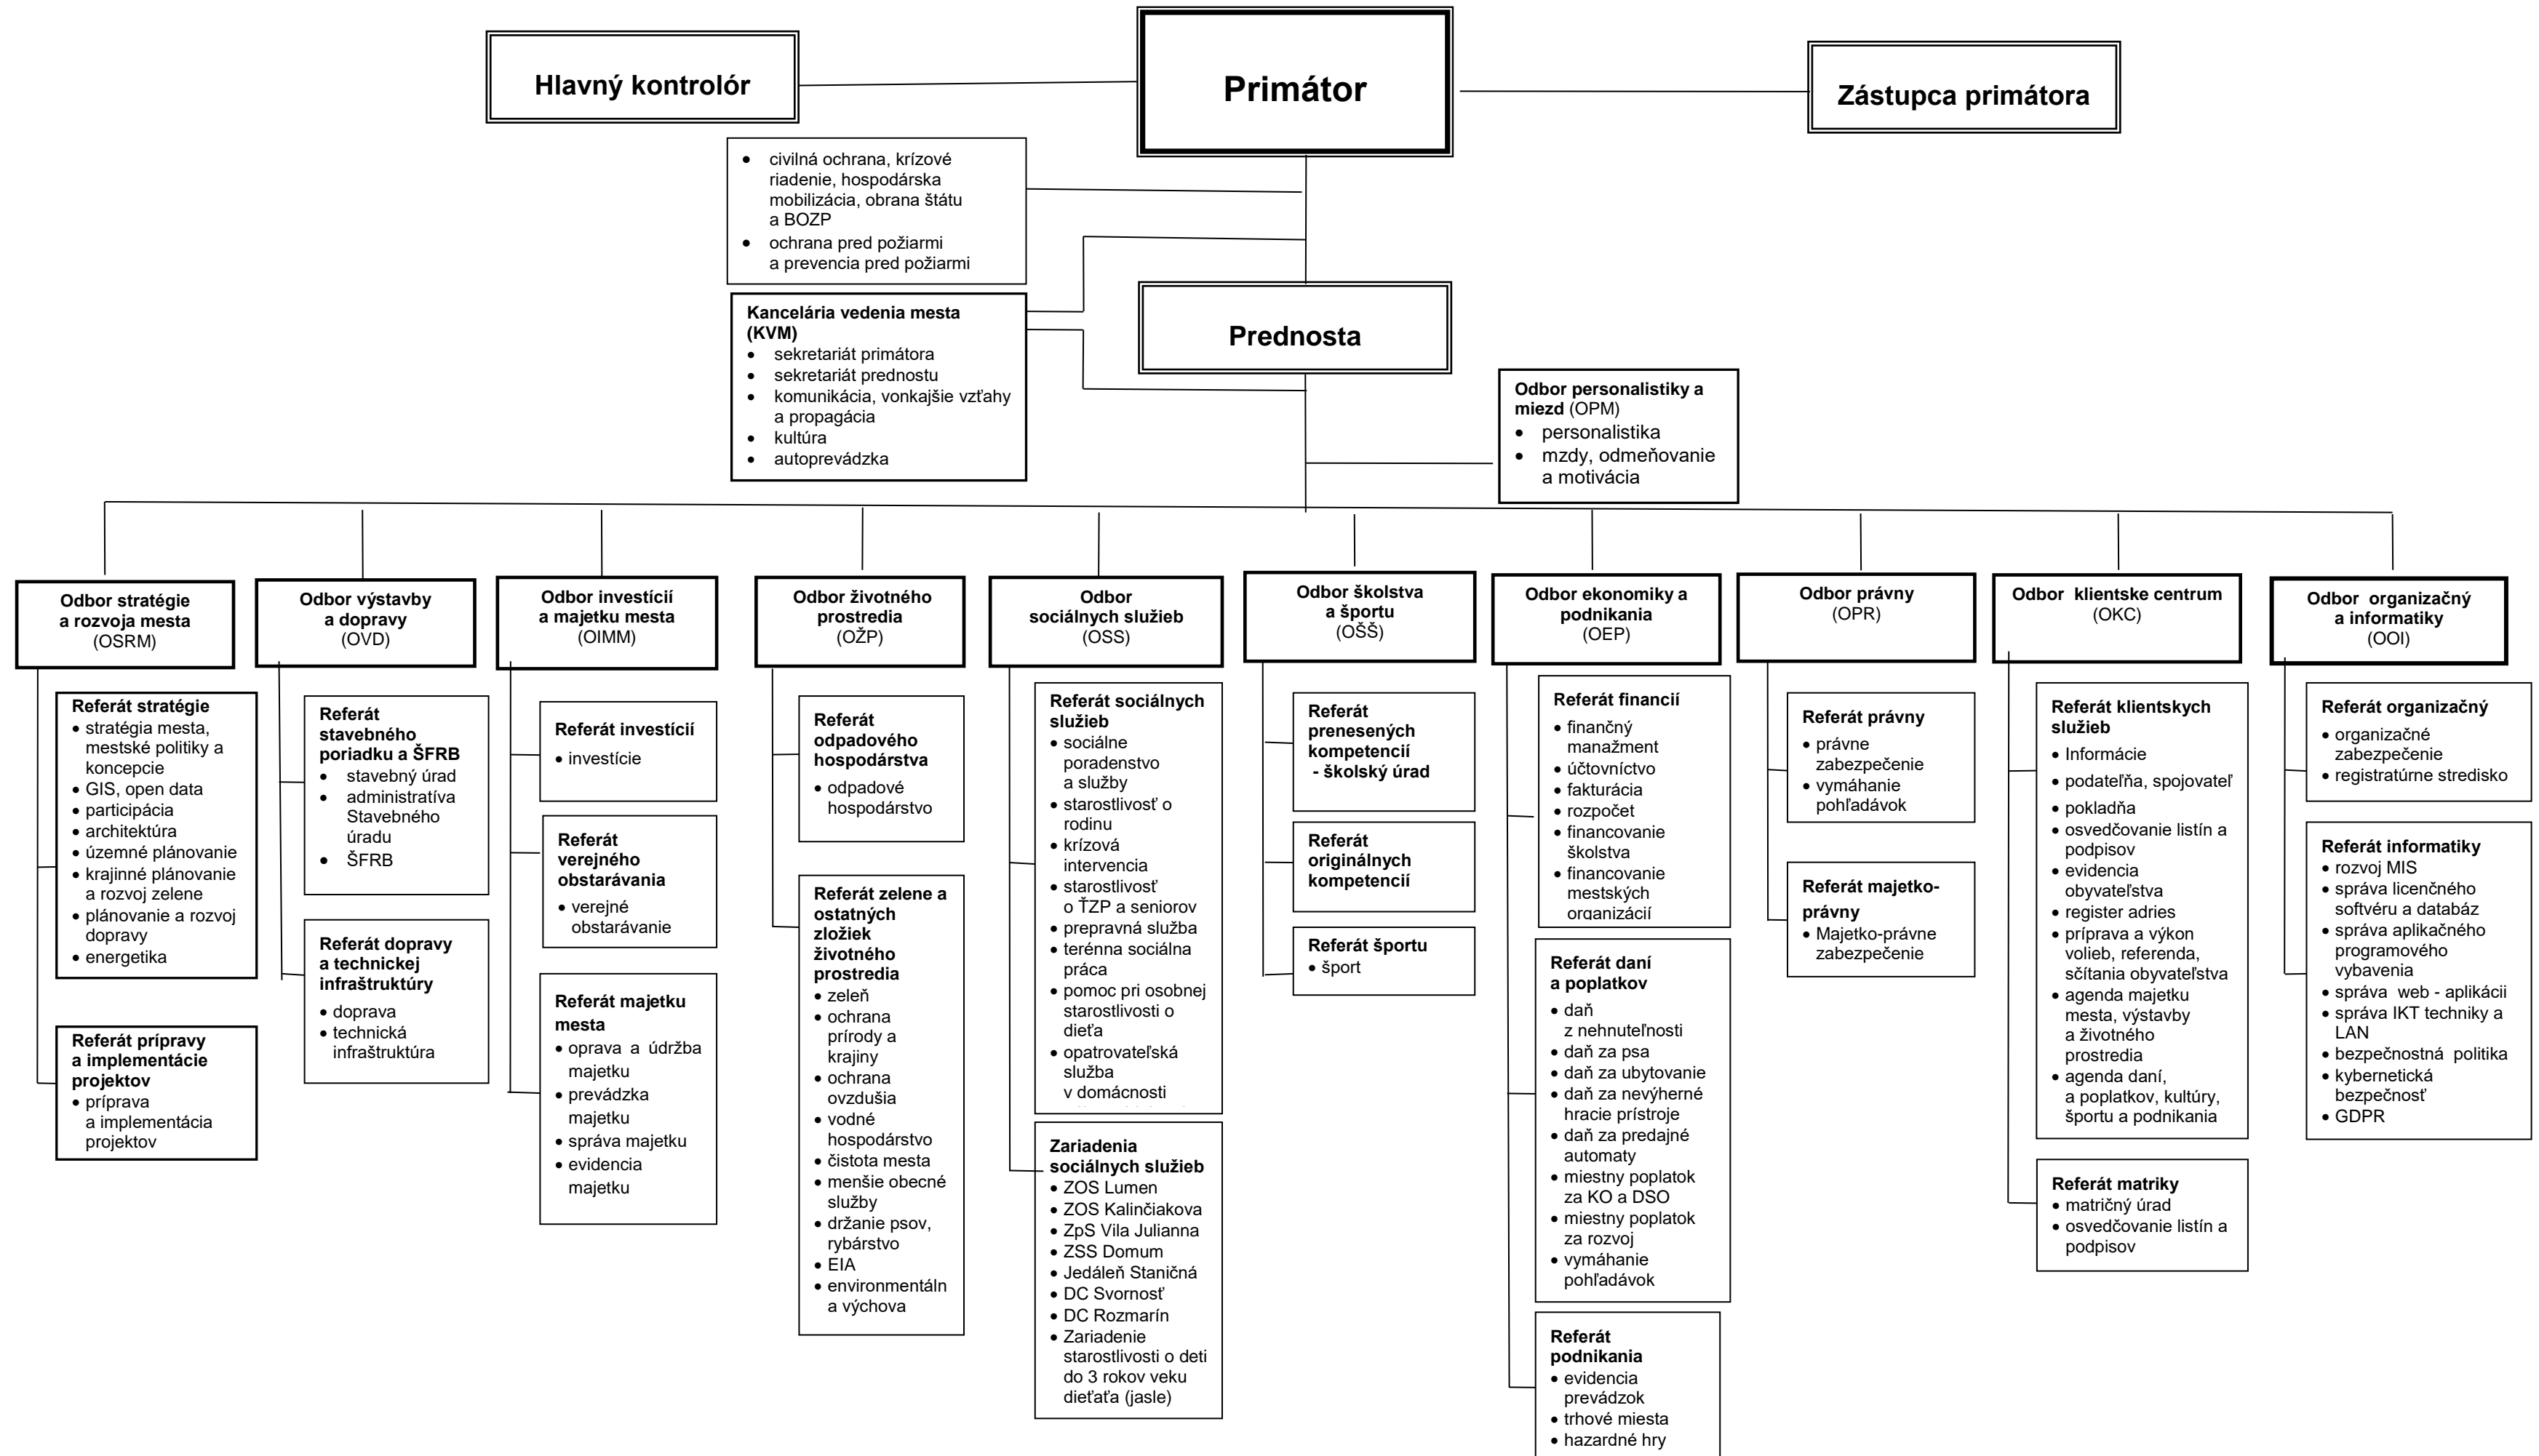 Hlavný kontrolór
Primátor
Zástupca primátora
• civilná ochrana, krízové
riadenie, hospodárska
mobilizácia, obrana štátu
a BOZP
• ochrana pred požiarmi
a prevencia pred požiarmi
Prednosta
Kancelária vedenia mesta
(KVM)
• sekretariát primátora
• sekretariát prednostu
• komunikácia, vonkajšie vzťahy
a propagácia
• kultúra
• autoprevádzka
Odbor personalistiky a
miezd (OPM)
• personalistika
• mzdy, odmeňovanie
a motivácia
Odbor stratégie
a rozvoja mesta
(OSRM)
Referát stratégie
• stratégia mesta,
mestské politiky a
koncepcie
• GIS, open data
• participácia
• architektúra
• územné plánovanie
• krajinné plánovanie
a rozvoj zelene
• plánovanie a rozvoj
dopravy
• energetika
Referát prípravy
a implementácie
projektov
• príprava
a implementácia
projektov
Odbor výstavby
a dopravy
(OVD)
Referát
stavebného
poriadku a ŠFRB
• stavebný úrad
• administratíva
Stavebného
úradu
• ŠFRB
Referát dopravy
a technickej
infraštruktúry
• doprava
• technická
infraštruktúra
Odbor investícií
a majetku mesta
(OIMM)
Referát investícií
• investície
Referát
verejného
obstarávania
• verejné
obstarávanie
Referát majetku
mesta
• oprava a údržba
majetku
• prevádzka
majetku
• správa majetku
• evidencia
majetku
Odbor životného
prostredia
(OŽP)
Referát
odpadového
hospodárstva
• odpadové
hospodárstvo
Referát zelene a
ostatných
zložiek
životného
prostredia
• zeleň
• ochrana
prírody a
krajiny
• ochrana
ovzdušia
• vodné
hospodárstvo
• čistota mesta
• menšie obecné
služby
• držanie psov,
rybárstvo
• EIA
• environmentáln
a výchova
Odbor
sociálnych služieb
(OSS)
Referát sociálnych
služieb
• sociálne
poradenstvo
a služby
• starostlivosť o
rodinu
• krízová
intervencia
• starostlivosť
o ŤZP a seniorov
• prepravná služba
• terénna sociálna
práca
• pomoc pri osobnej
starostlivosti o
dieťa
• opatrovateľská
služba
v domácnosti
Zariadenia
sociálnych služieb
• ZOS Lumen
• ZOS Kalinčiakova
• ZpS Vila Julianna
• ZSS Domum
• Jedáleň Staničná
• DC Svornosť
• DC Rozmarín
• Zariadenie
starostlivosti o deti
do 3 rokov veku
dieťaťa (jasle)
Odbor školstva
a športu
(OŠŠ)
Referát
prenesených
kompetencií
- školský úrad
Referát
originálnych
kompetencií
Referát športu
• šport
Odbor ekonomiky a
podnikania
(OEP)
Referát financií
• finančný
manažment
• účtovníctvo
• fakturácia
• rozpočet
• financovanie
školstva
• financovanie
mestských
organizácií
Referát daní
a poplatkov
• daň
z nehnuteľnosti
• daň za psa
• daň za ubytovanie
• daň za nevýherné
hracie prístroje
• daň za predajné
automaty
• miestny poplatok
za KO a DSO
• miestny poplatok
za rozvoj
• vymáhanie
pohľadávok
Referát
podnikania
• evidencia
prevádzok
• trhové miesta
• hazardné hry
Odbor právny
(OPR)
Referát právny
• právne
zabezpečenie
• vymáhanie
pohľadávok
Referát majetko-
právny
• Majetko-právne
zabezpečenie
Odbor klientske centrum
(OKC)
Referát klientskych
služieb
• Informácie
• podateľňa, spojovateľ
• pokladňa
• osvedčovanie listín a
podpisov
• evidencia
obyvateľstva
• register adries
• príprava a výkon
volieb, referenda,
sčítania obyvateľstva
• agenda majetku
mesta, výstavby
a životného
prostredia
• agenda daní,
a poplatkov, kultúry,
športu a podnikania
Referát matriky
• matričný úrad
• osvedčovanie listín a
podpisov
Odbor organizačný
a informatiky
(OOI)
Referát organizačný
• organizačné
zabezpečenie
• registratúrne stredisko
Referát informatiky
• rozvoj MIS
• správa licenčného
softvéru a databáz
• správa aplikačného
programového
vybavenia
• správa web - aplikácii
• správa IKT techniky a
LAN
• bezpečnostná politika
• kybernetická
bezpečnosť
• GDPR